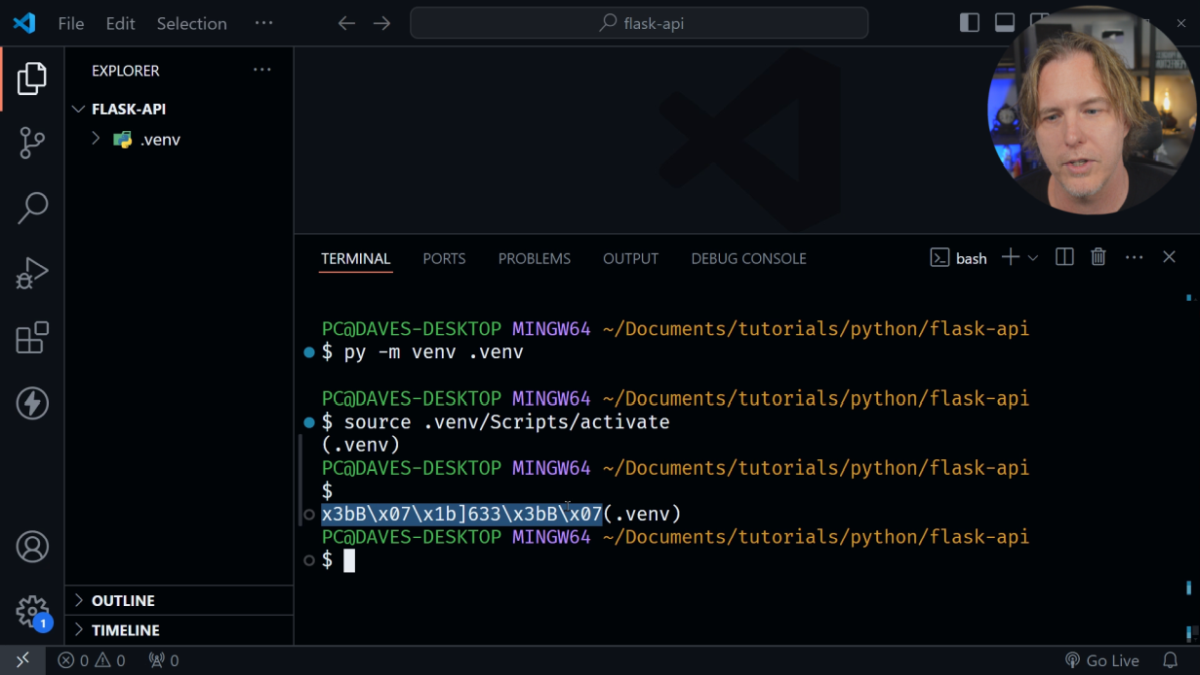 File Edit Selection ···
flask-api
EXPLORER ···
FLASK-API
.venv
TERMINAL PORTS PROBLEMS OUTPUT DEBUG CONSOLE bash ···
PC@DAVES-DESKTOP MINGW64 ~/Documents/tutorials/python/flask-api
$ py -m venv .venv
PC@DAVES-DESKTOP MINGW64 ~/Documents/tutorials/python/flask-api
$ source .venv/Scripts/activate
(.venv)
PC@DAVES-DESKTOP MINGW64 ~/Documents/tutorials/python/flask-api
$
x3bB\x07\x1b]633\x3bB\x07(.venv)
PC@DAVES-DESKTOP MINGW64 ~/Documents/tutorials/python/flask-api
$
OUTLINE
1
TIMELINE
0 0 0 Go Live